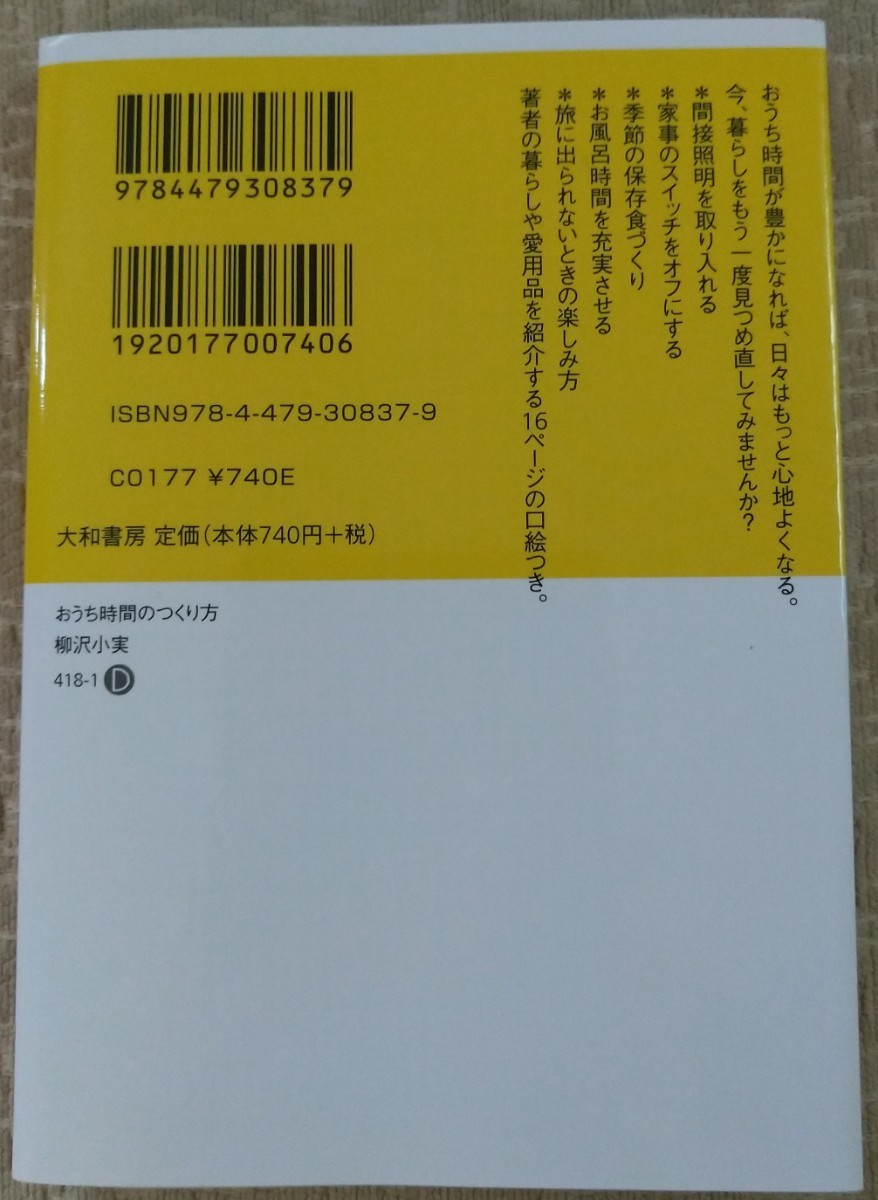 おうち時間が豊かになれば、日々はもっと心地よくなる。
今、暮らしをもう一度見つめ直してみませんか?
＊間接照明を取り入れる
＊家事のスイッチをオフにする
＊季節の保存食づくり
＊お風呂時間を充実させる
＊旅に出られないときの楽しみ方
著者の暮らしや愛用品を紹介する16ページの口絵つき。
9784479308379
1920177007406
ISBN978-4-479-30837-9
C0177 ¥740E
大和書房 定価(本体740円+税)
おうち時間のつくり方
柳沢小実
418-1 D